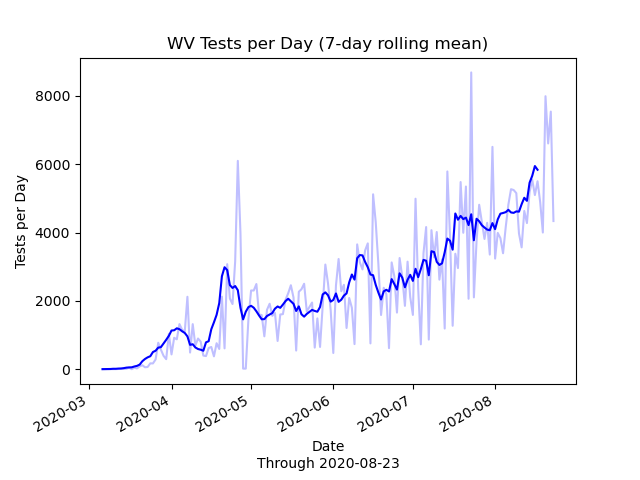 WV Tests per Day (7-day rolling mean)
8000
6000
4000
2000
0
Tests per Day
2020-03
2020-04
2020-05
2020-06
2020-07
2020-08
Date
Through 2020-08-23